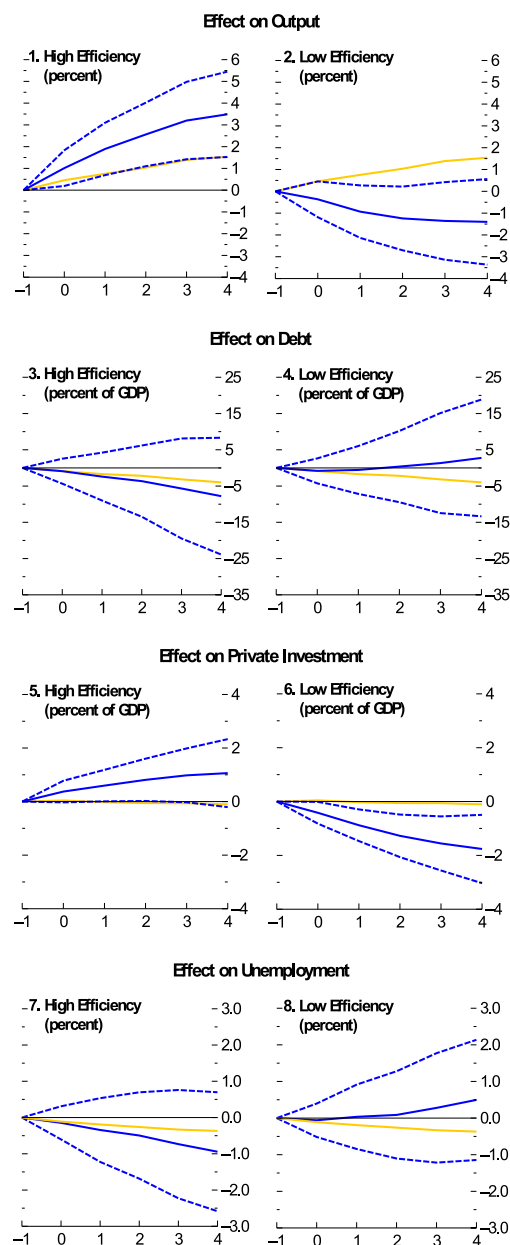 Effect on Output
1. High Efficiency
(percent)
6
5
4
3
2
1
0
–1
–2
–3
–4
–1 0 1 2 3 4
2. Low Efficiency
(percent)
6
5
4
3
2
1
0
–1
–2
–3
–4
–1 0 1 2 3 4
Effect on Debt
3. High Efficiency
(percent of GDP)
25
15
5
–5
–15
–25
–35
–1 0 1 2 3 4
4. Low Efficiency
(percent of GDP)
25
15
5
–5
–15
–25
–35
–1 0 1 2 3 4
Effect on Private Investment
5. High Efficiency
(percent of GDP)
4
2
0
–2
–4
–1 0 1 2 3 4
6. Low Efficiency
(percent of GDP)
4
2
0
–2
–4
–1 0 1 2 3 4
Effect on Unemployment
7. High Efficiency
(percent)
3.0
2.0
1.0
0.0
–1.0
–2.0
–3.0
–1 0 1 2 3 4
8. Low Efficiency
(percent)
3.0
2.0
1.0
0.0
–1.0
–2.0
–3.0
–1 0 1 2 3 4